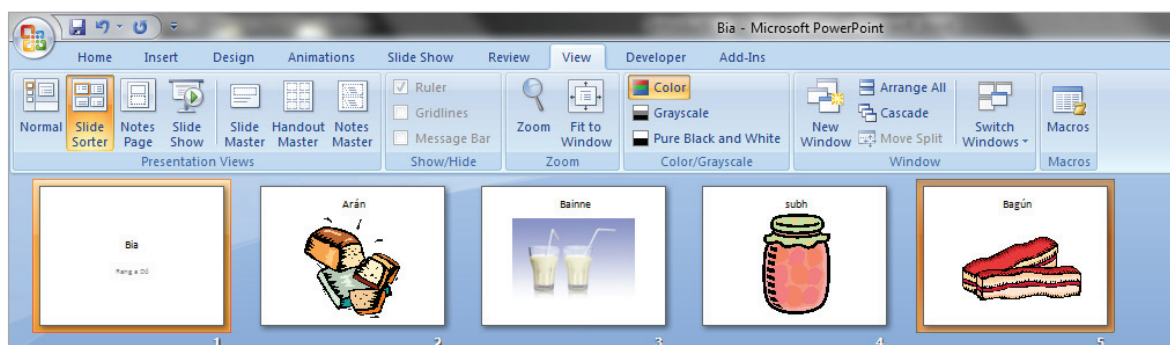 Bia - Microsoft PowerPoint
Home Insert Design Animations Slide Show Review View Developer Add-Ins
Normal Slide Sorter Notes Page Slide Show Slide Master Handout Master Notes Master
Presentation Views
Ruler
Gridlines
Message Bar
Show/Hide
Zoom Fit to Window
Zoom
Color
Grayscale
Pure Black and White
Color/Grayscale
New Window
Arrange All
Cascade
Move Split
Switch Windows
Window
Macros
Macros
Bia
Rang a Dó
1
Arán
2
Bainne
3
subh
4
Bagún
5